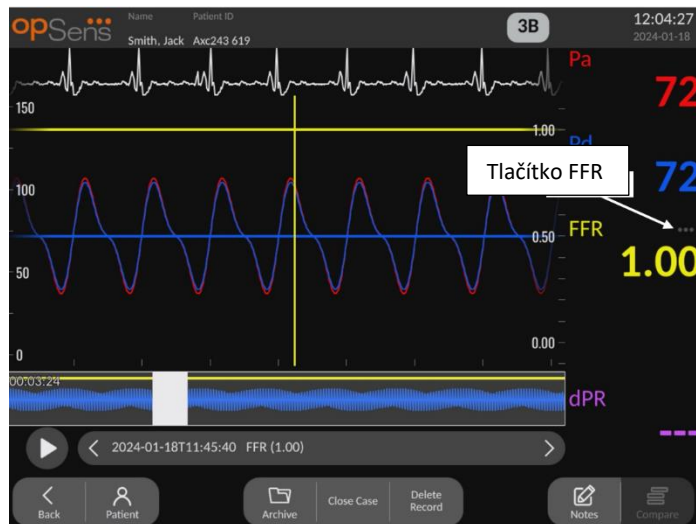 opSens
Name Patient ID
Smith, Jack Axc243 619
3B
12:04:27
2024-01-18
Pa
72
150
1.00
Pd
72
Tlačítko FFR
100
0.50
FFR
...
1.00
50
0
0.00
00:03:24
dPR
---
2024-01-18T11:45:40 FFR (1.00)
Back
Patient
Archive
Close Case
Delete
Record
Notes
Compare